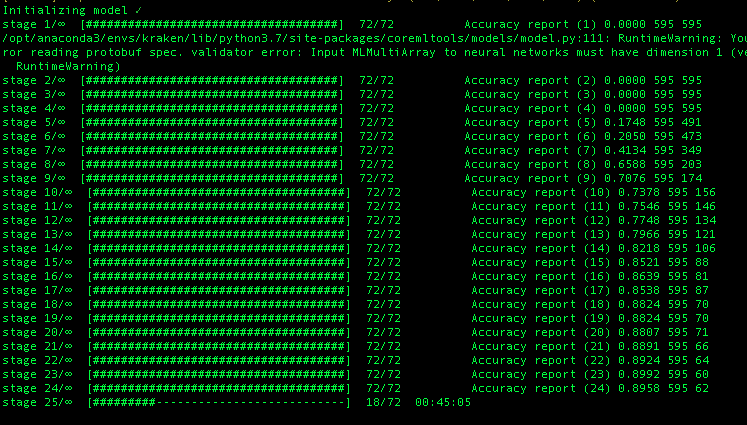 Initializing model ✓
stage 1/∞ [####################################] 72/72 Accuracy report (1) 0.0000 595 595
/opt/anaconda3/envs/kraken/lib/python3.7/site-packages/coremltools/models/model.py:111: RuntimeWarning: You
ror reading protobuf spec. validator error: Input MLMultiArray to neural networks must have dimension 1 (ve
RuntimeWarning)
stage 2/∞ [####################################] 72/72 Accuracy report (2) 0.0000 595 595
stage 3/∞ [####################################] 72/72 Accuracy report (3) 0.0000 595 595
stage 4/∞ [####################################] 72/72 Accuracy report (4) 0.0000 595 595
stage 5/∞ [####################################] 72/72 Accuracy report (5) 0.1740 595 491
stage 6/∞ [####################################] 72/72 Accuracy report (6) 0.2050 595 473
stage 7/∞ [####################################] 72/72 Accuracy report (7) 0.4134 595 349
stage 8/∞ [####################################] 72/72 Accuracy report (8) 0.6588 595 203
stage 9/∞ [####################################] 72/72 Accuracy report (9) 0.7076 595 174
stage 10/∞ [####################################] 72/72 Accuracy report (10) 0.7378 595 156
stage 11/∞ [####################################] 72/72 Accuracy report (11) 0.7546 595 146
stage 12/∞ [####################################] 72/72 Accuracy report (12) 0.7748 595 134
stage 13/∞ [####################################] 72/72 Accuracy report (13) 0.7966 595 121
stage 14/∞ [####################################] 72/72 Accuracy report (14) 0.8218 595 106
stage 15/∞ [####################################] 72/72 Accuracy report (15) 0.8521 595 88
stage 16/∞ [####################################] 72/72 Accuracy report (16) 0.8639 595 81
stage 17/∞ [####################################] 72/72 Accuracy report (17) 0.8538 595 87
stage 18/∞ [####################################] 72/72 Accuracy report (18) 0.8824 595 70
stage 19/∞ [####################################] 72/72 Accuracy report (19) 0.8824 595 70
stage 20/∞ [####################################] 72/72 Accuracy report (20) 0.8807 595 71
stage 21/∞ [####################################] 72/72 Accuracy report (21) 0.8891 595 66
stage 22/∞ [####################################] 72/72 Accuracy report (22) 0.8924 595 64
stage 23/∞ [####################################] 72/72 Accuracy report (23) 0.8992 595 60
stage 24/∞ [####################################] 72/72 Accuracy report (24) 0.8958 595 62
stage 25/∞ [#########---------------------------] 18/72 00:45:05